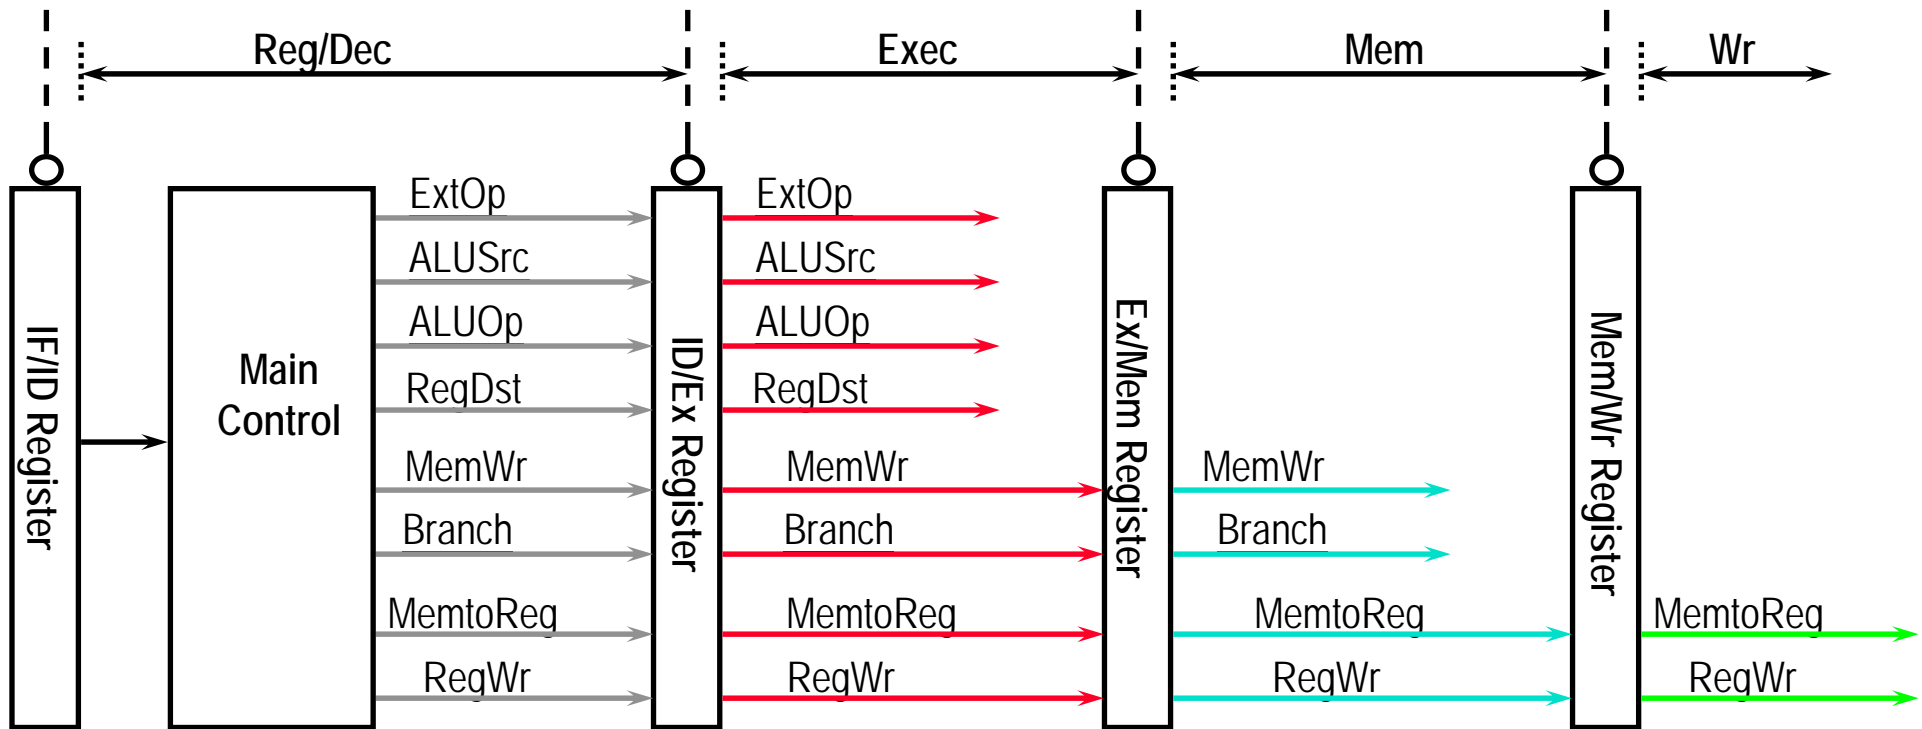 Reg/Dec
Exec
Mem
Wr
IF/ID Register
Main
Control
ExtOp
ALUSrc
ALUOp
RegDst
MemWr
Branch
MemtoReg
RegWr
ID/Ex Register
ExtOp
ALUSrc
ALUOp
RegDst
MemWr
Branch
MemtoReg
RegWr
Ex/Mem Register
MemWr
Branch
MemtoReg
RegWr
Mem/Wr Register
MemtoReg
RegWr